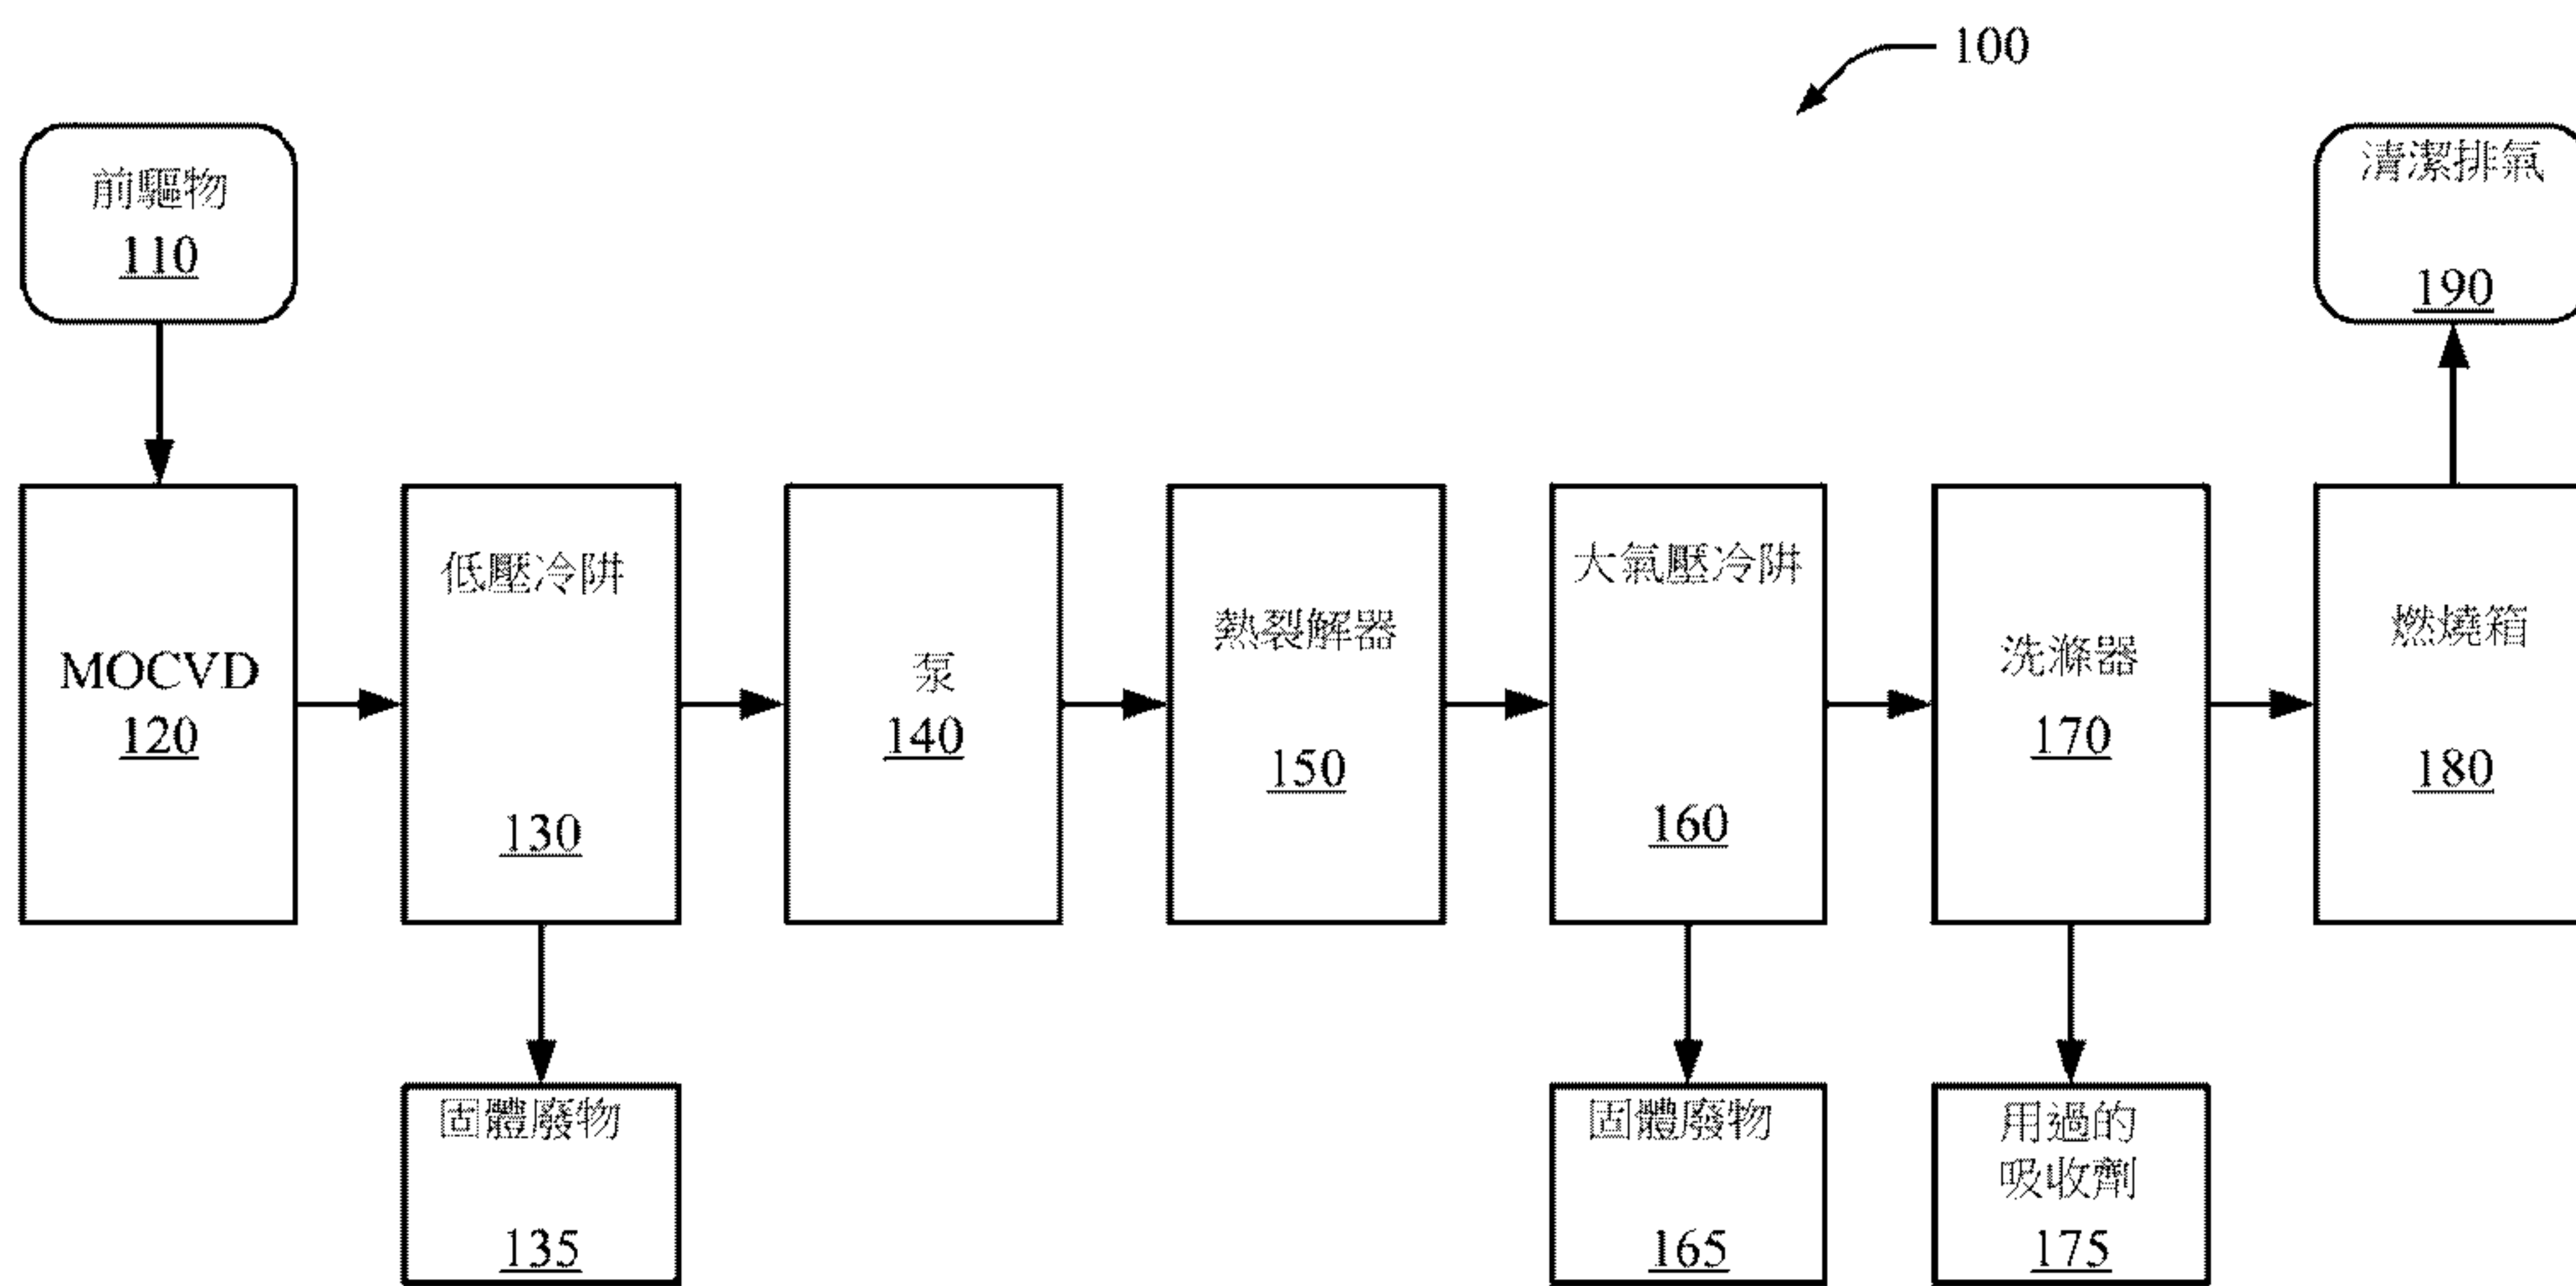 100
前驅物
110
清潔排氣
190
MOCVD
120
低壓冷阱
130
泵
140
熱裂解器
150
大氣壓冷阱
160
洗滌器
170
燃燒箱
180
固體廢物
135
固體廢物
165
用過的
吸收劑
175